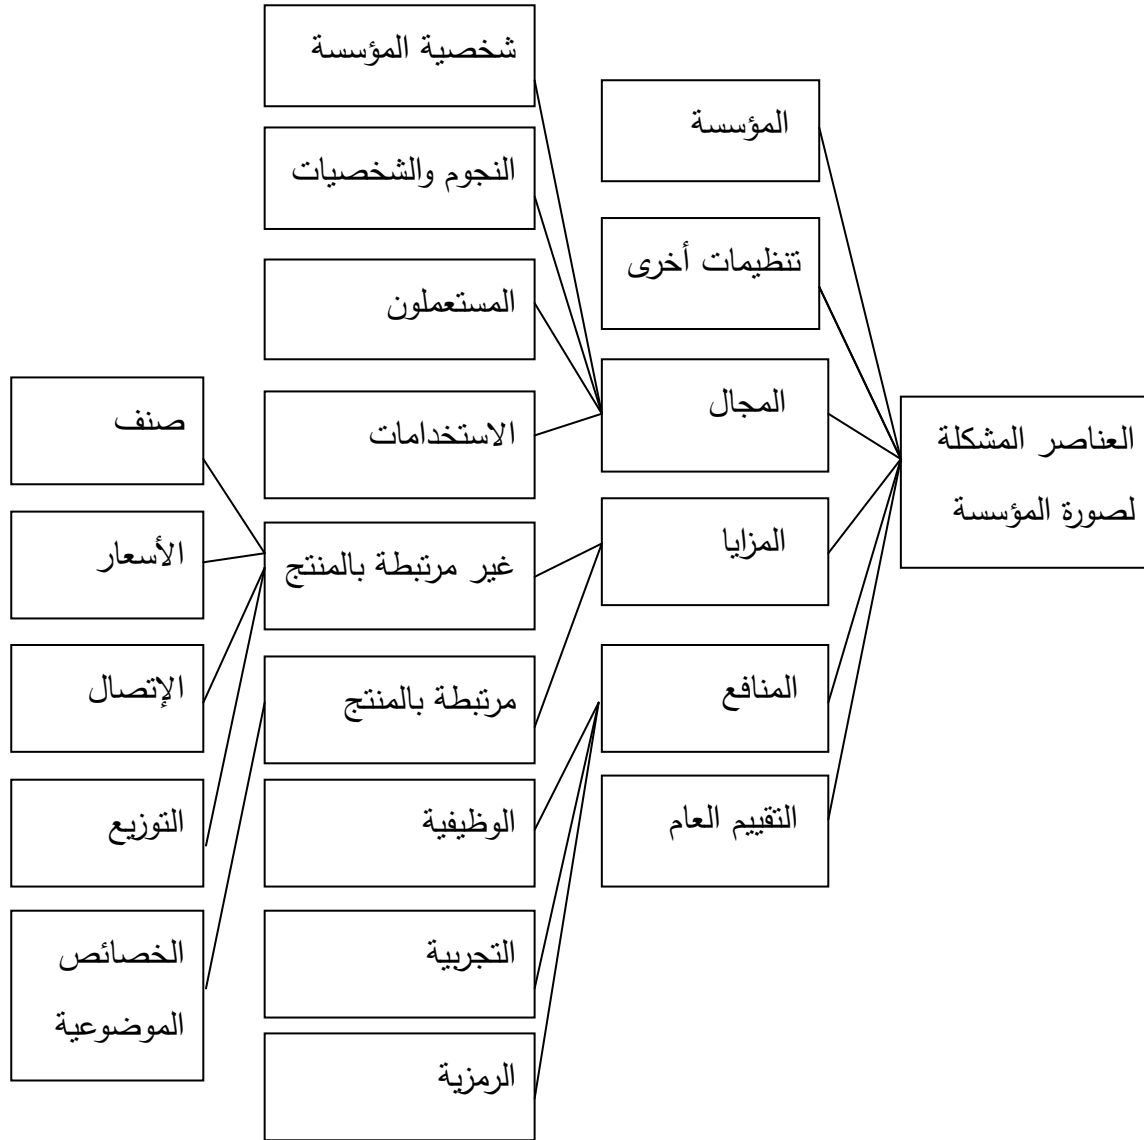 العناصر المشكلة
لصورة المؤسسة
المؤسسة
تنظيمات أخرى
المجال
المزايا
المنافع
التقييم العام
شخصية المؤسسة
النجوم والشخصيات
المستعملون
الاستخدامات
غير مرتبطة بالمنتج
مرتبطة بالمنتج
الوظيفية
التجريبية
الرمزية
صنف
الأسعار
الإتصال
التوزيع
الخصائص
الموضوعية